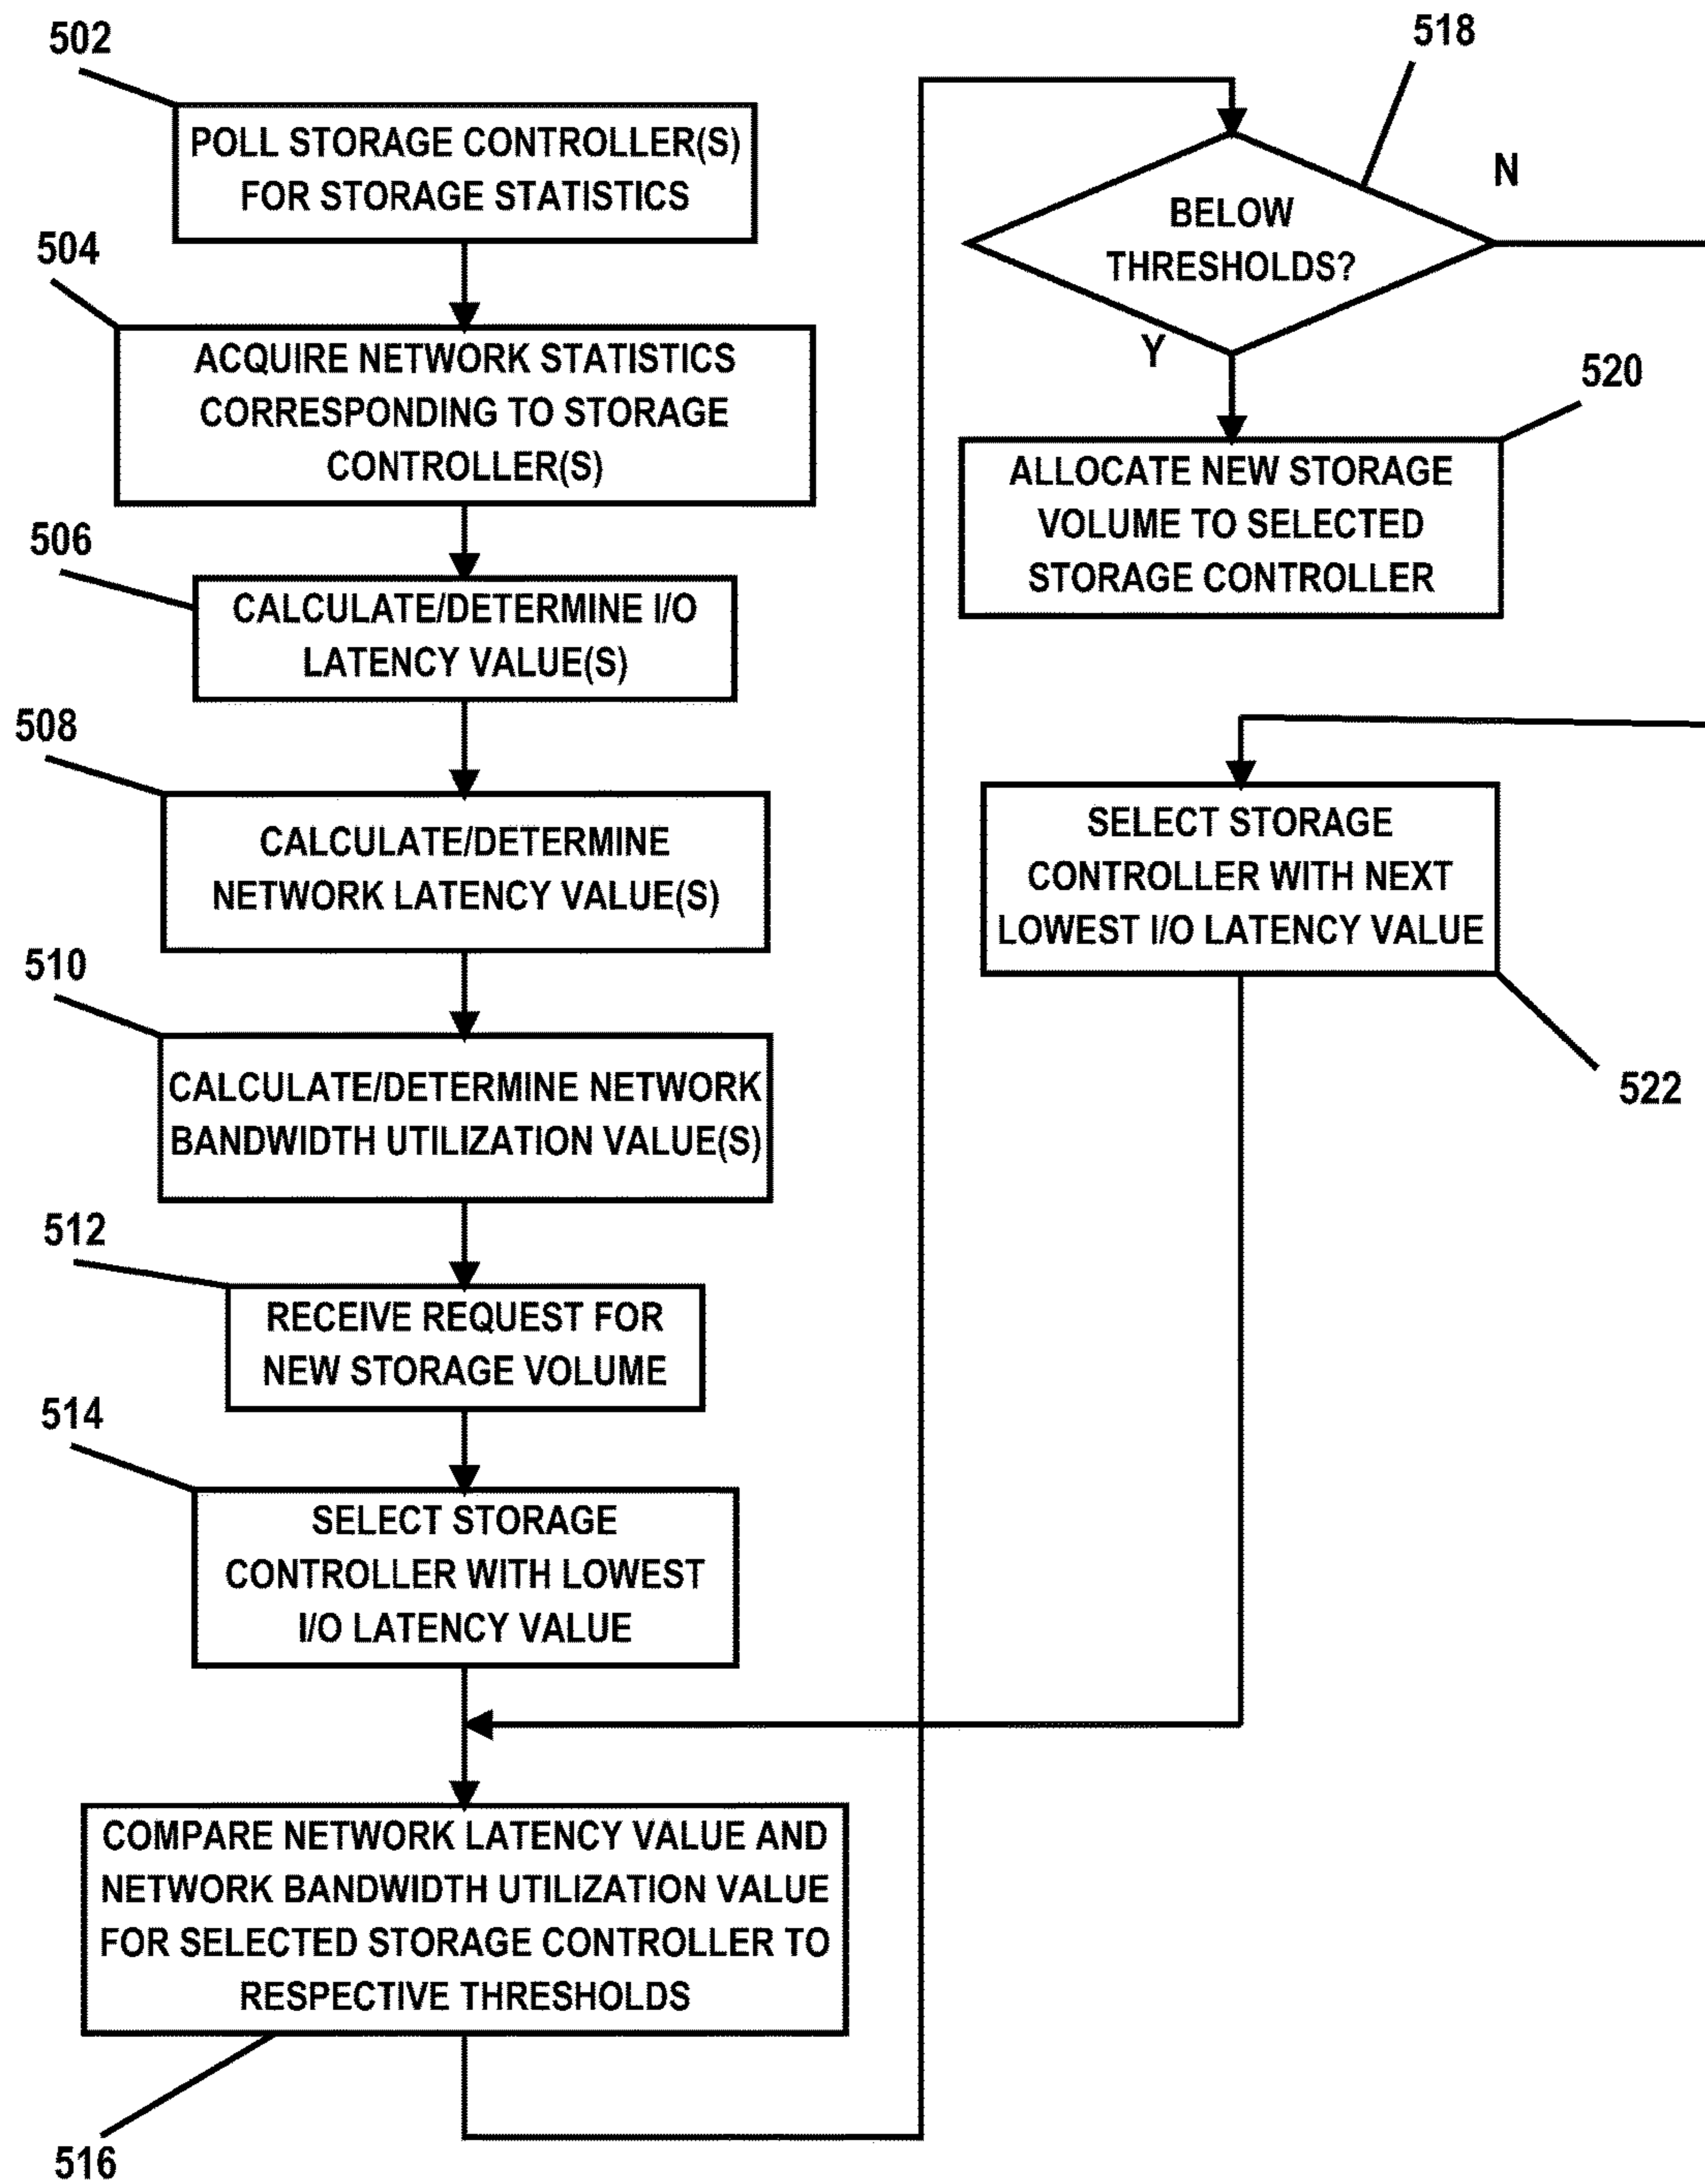 502
POLL STORAGE CONTROLLER(S)
FOR STORAGE STATISTICS
504
ACQUIRE NETWORK STATISTICS
CORRESPONDING TO STORAGE
CONTROLLER(S)
506
CALCULATE/DETERMINE I/O
LATENCY VALUE(S)
508
CALCULATE/DETERMINE
NETWORK LATENCY VALUE(S)
510
CALCULATE/DETERMINE NETWORK
BANDWIDTH UTILIZATION VALUE(S)
512
RECEIVE REQUEST FOR
NEW STORAGE VOLUME
514
SELECT STORAGE
CONTROLLER WITH LOWEST
I/O LATENCY VALUE
COMPARE NETWORK LATENCY VALUE AND
NETWORK BANDWIDTH UTILIZATION VALUE
FOR SELECTED STORAGE CONTROLLER TO
RESPECTIVE THRESHOLDS
516
518
N
BELOW
THRESHOLDS?
Y
520
ALLOCATE NEW STORAGE
VOLUME TO SELECTED
STORAGE CONTROLLER
SELECT STORAGE
CONTROLLER WITH NEXT
LOWEST I/O LATENCY VALUE
522